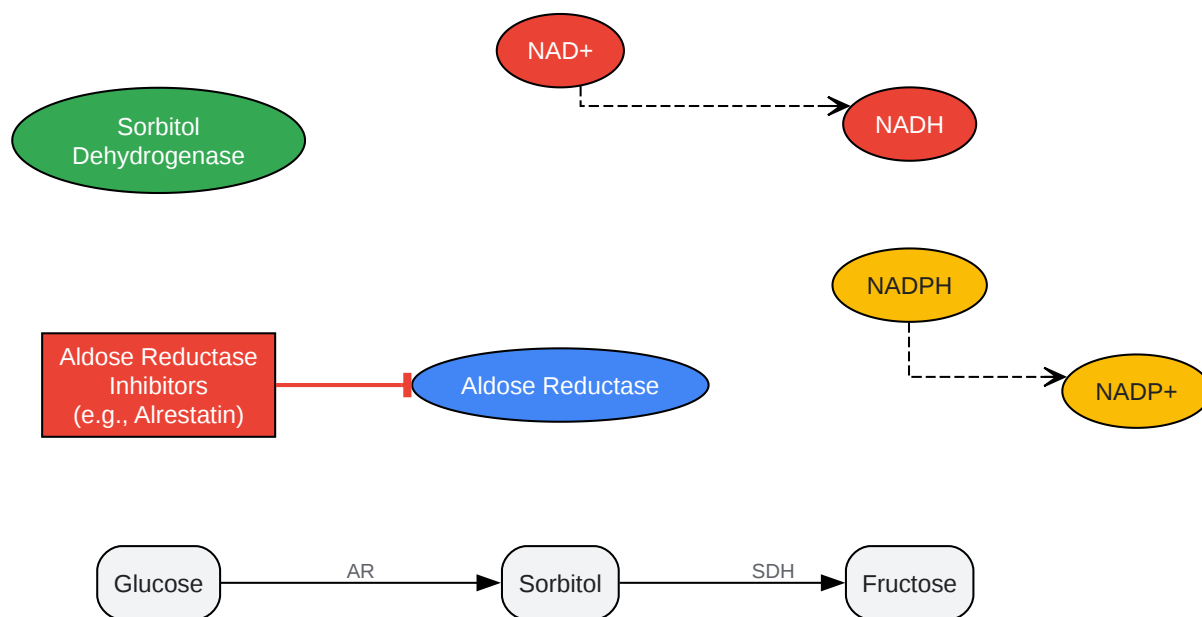 NAD+
NADH
Sorbitol
Dehydrogenase
NADPH
Aldose Reductase
Inhibitors
(e.g., Alrestatin)
Aldose Reductase
NADP+
Glucose
AR
Sorbitol
SDH
Fructose